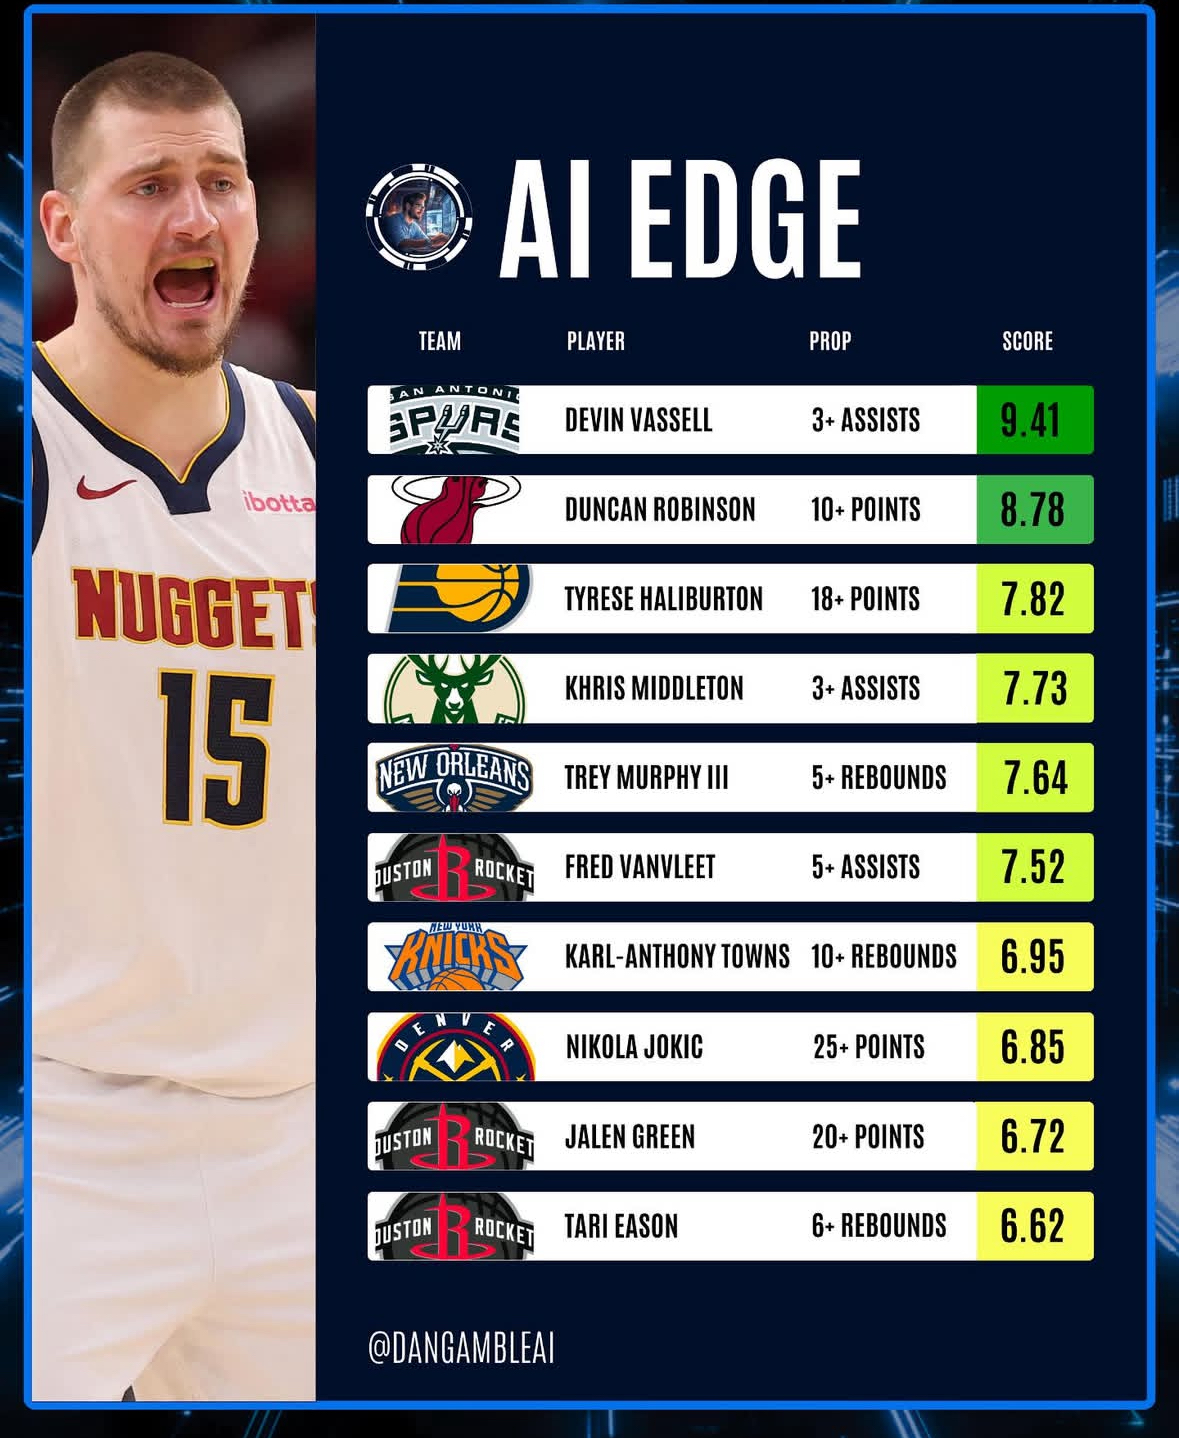 AI EDGE
TEAM PLAYER PROP SCORE
SAN ANTONIO
SPURS
DEVIN VASSELL 3+ ASSISTS 9.41
DUNCAN ROBINSON 10+ POINTS 8.78
TYRESE HALIBURTON 18+ POINTS 7.82
KHRIS MIDDLETON 3+ ASSISTS 7.73
NEW ORLEANS
TREY MURPHY III 5+ REBOUNDS 7.64
OUSTON R ROCKET
FRED VANVLEET 5+ ASSISTS 7.52
NEW YORK
KNICKS
KARL-ANTHONY TOWNS 10+ REBOUNDS 6.95
DENVER
NIKOLA JOKIC 25+ POINTS 6.85
OUSTON R ROCKET
JALEN GREEN 20+ POINTS 6.72
OUSTON R ROCKET
TARI EASON 6+ REBOUNDS 6.62
@DANGAMBLEAI
ibotta
NUGGETS
15